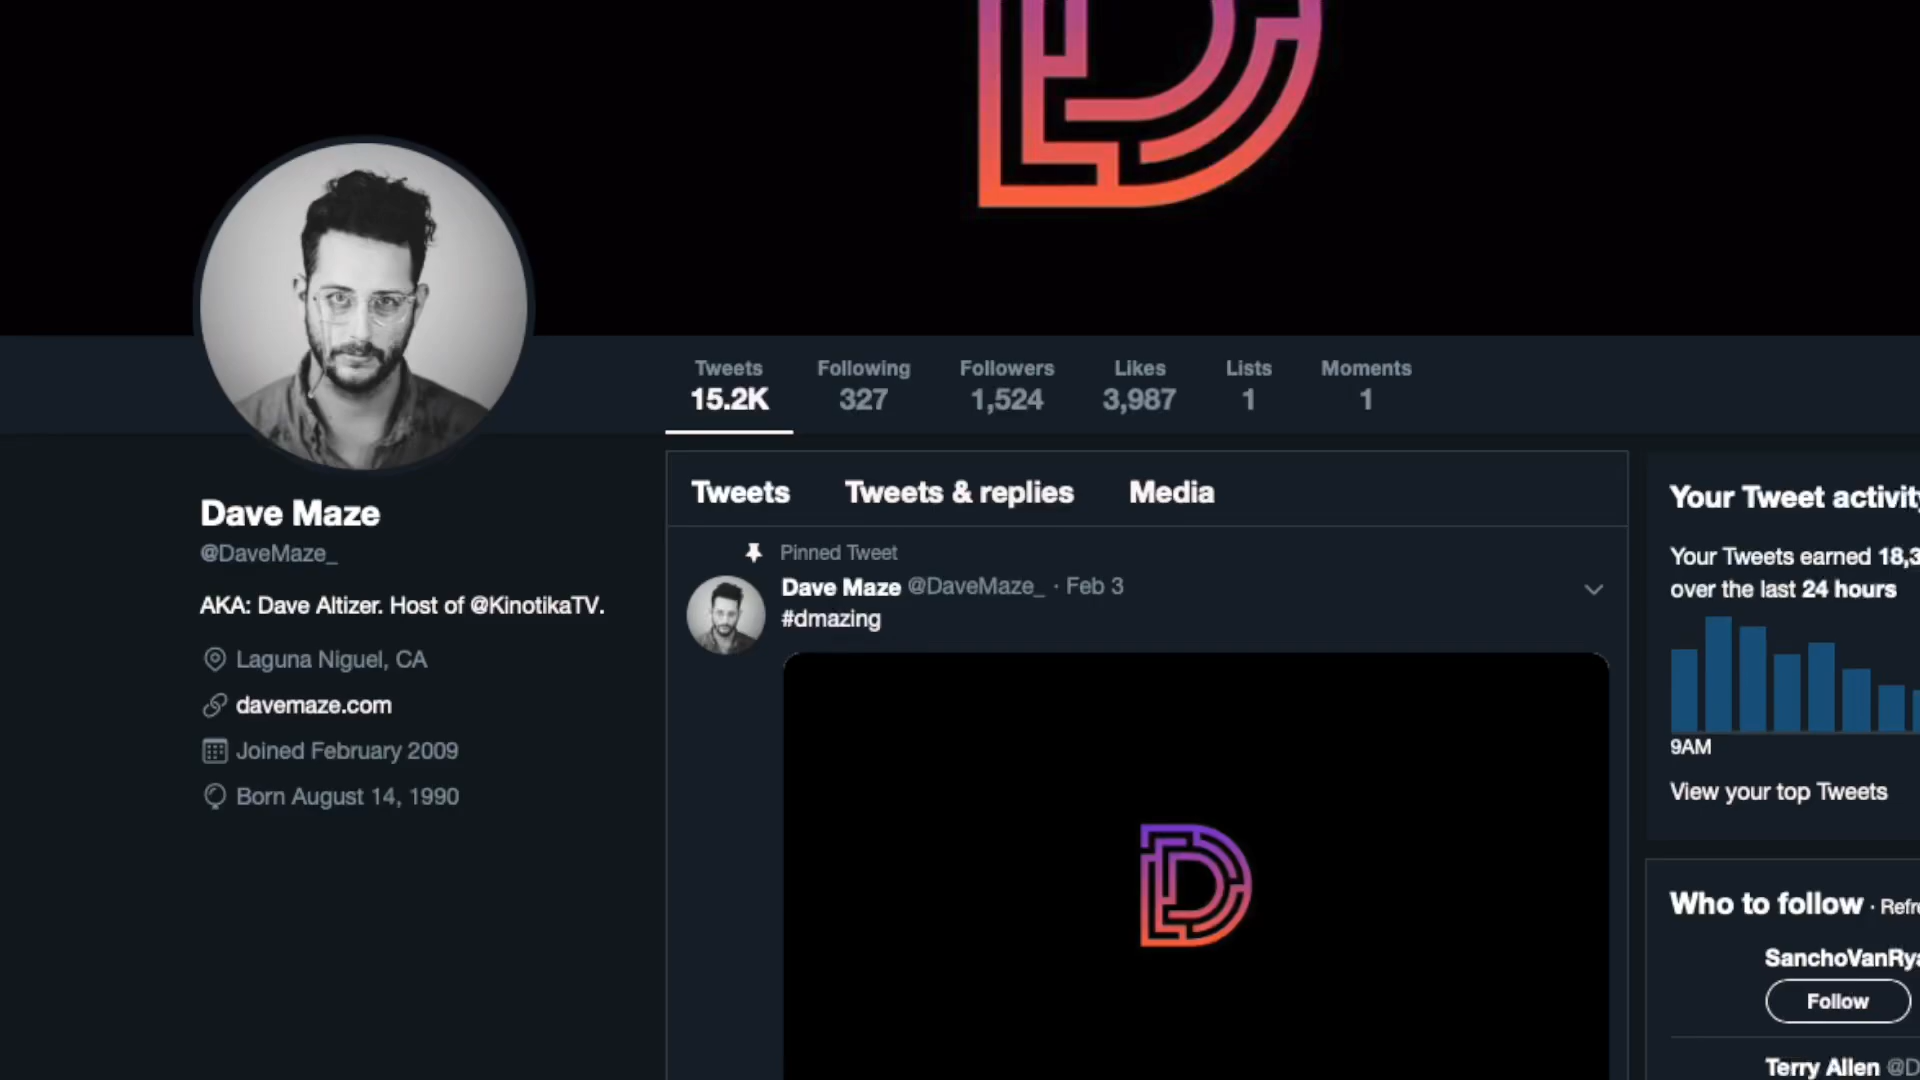 Tweets Following Followers Likes Lists Moments
15.2K 327 1,524 3,987 1 1
Dave Maze
@DaveMaze_
AKA: Dave Altizer. Host of @KinotikaTV.
Laguna Niguel, CA
davemaze.com
Joined February 2009
Born August 14, 1990
Tweets Tweets & replies Media
Pinned Tweet
Dave Maze @DaveMaze_ · Feb 3
#dmazing
Your Tweet activity
Your Tweets earned 18,3
over the last 24 hours
9AM
View your top Tweets
Who to follow · Refre
SanchoVanRya
Follow
Terry Allen @D